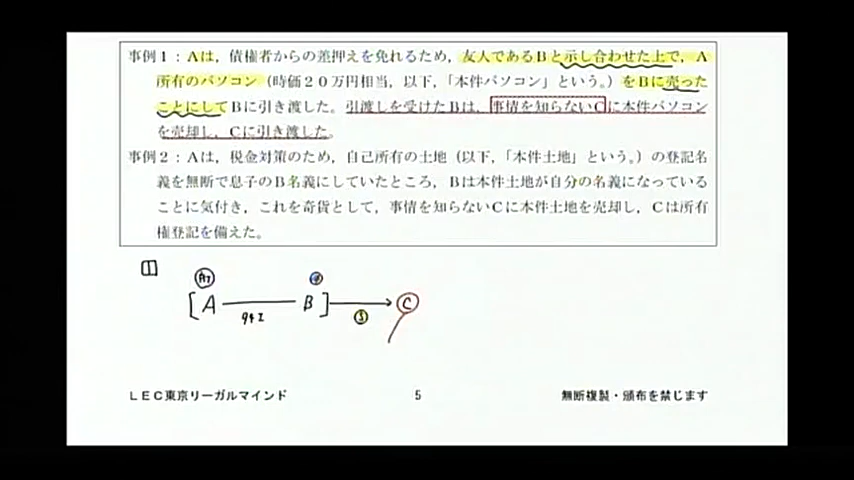 事例1：Aは，債権者からの差押えを免れるため，友人であるBと示し合わせた上で，A
所有のパソコン（時価20万円相当，以下，「本件パソコン」という。）をBに売った
ことにしてBに引き渡した。引渡しを受けたBは，事情を知らないCに本件パソコン
を売却し，Cに引き渡した。
事例2：Aは，税金対策のため，自己所有の土地（以下，「本件土地」という。）の登記名
義を無断で息子のB名義にしていたところ，Bは本件土地が自分の名義になっている
ことに気付き，これを奇貨として，事情を知らないCに本件土地を売却し，Cは所有
権登記を備えた。
1
A B C
94I
LEC東京リーガルマインド 5 無断複製・頒布を禁じます